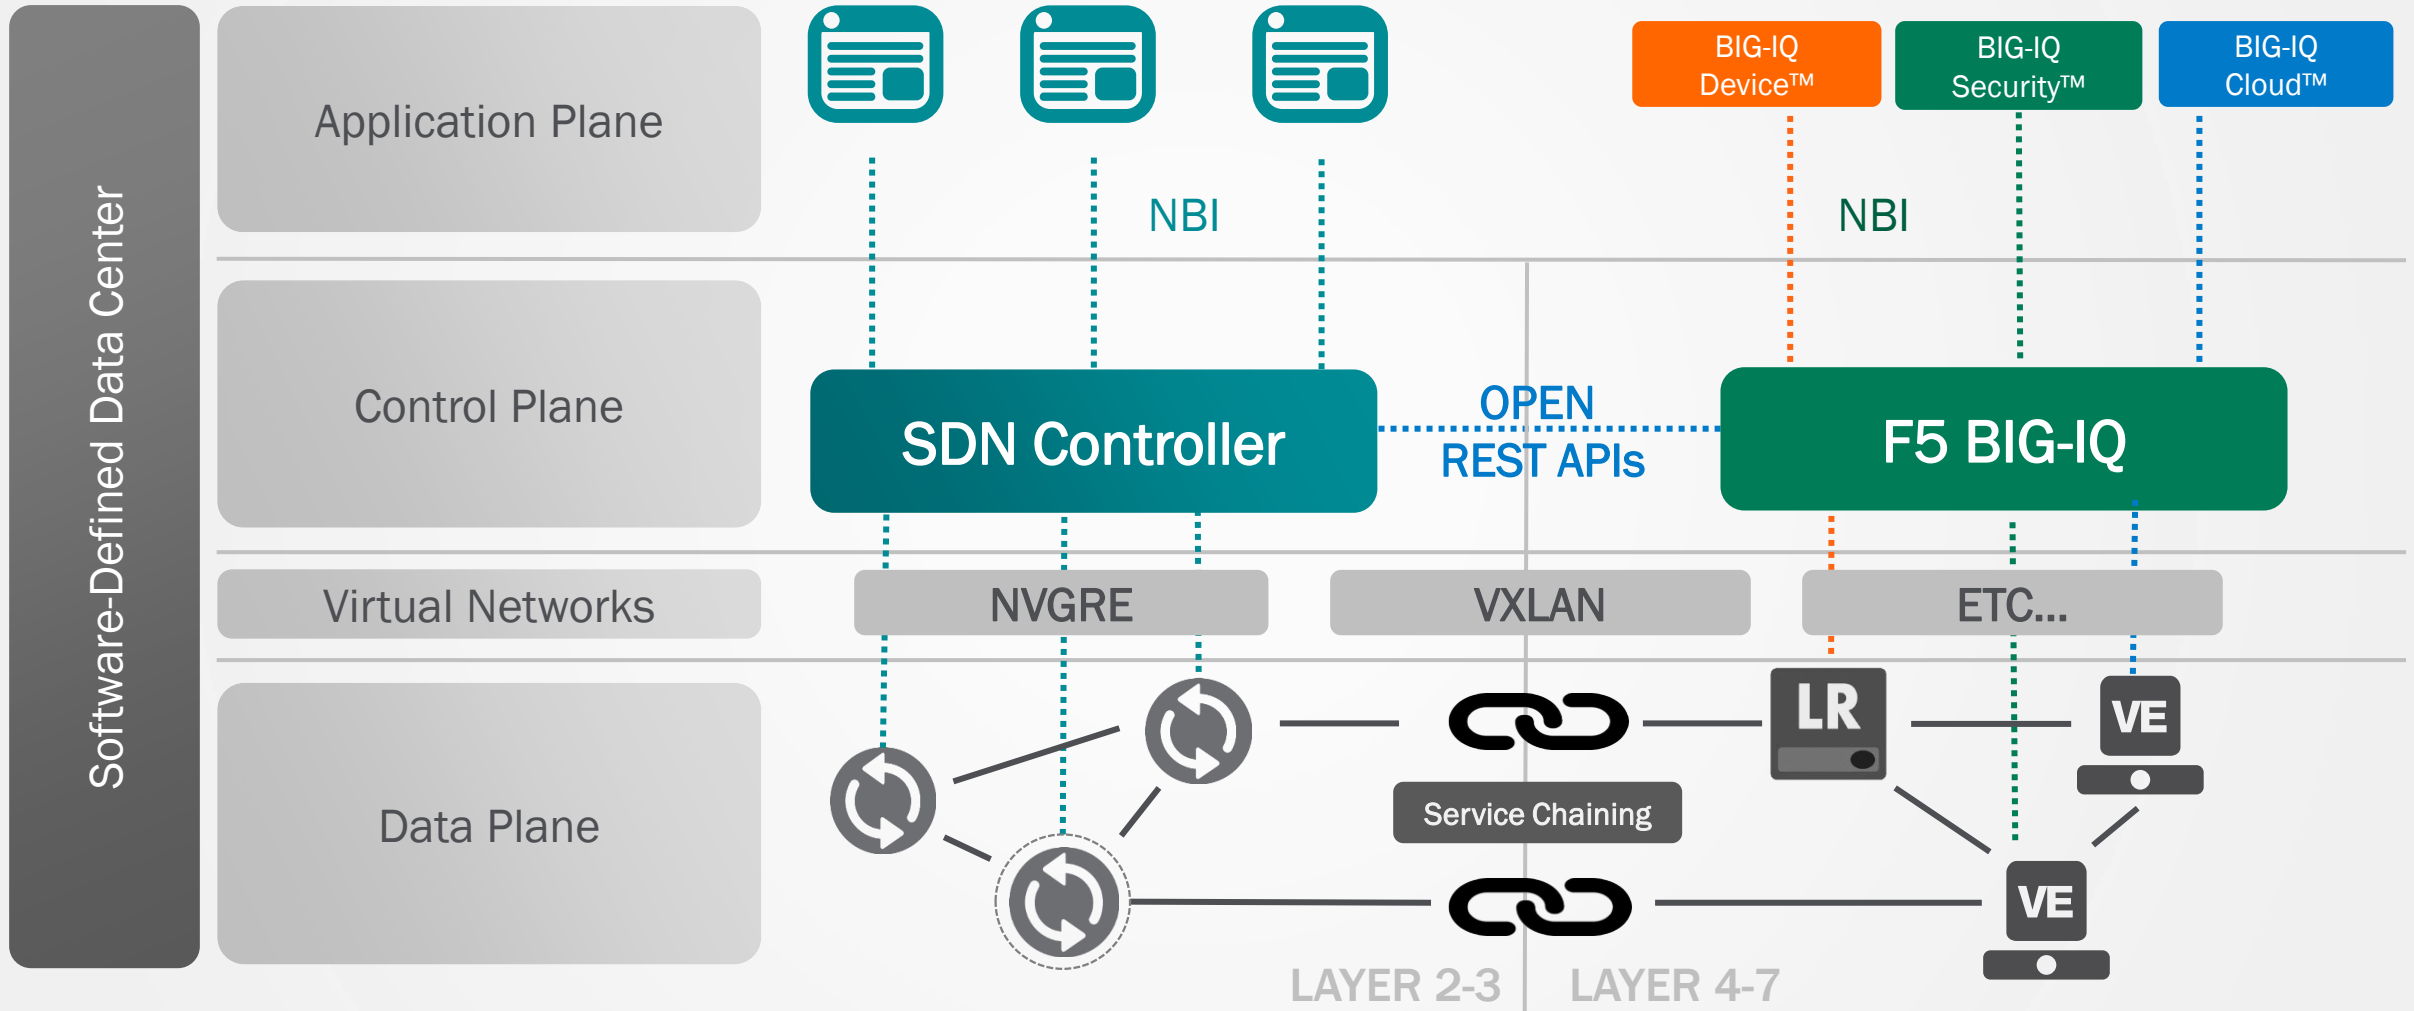 Software-Defined Data Center
Application Plane
BIG-IQ
Device™
BIG-IQ
Security™
BIG-IQ
Cloud™
NBI
NBI
Control Plane
SDN Controller
OPEN
REST APIs
F5 BIG-IQ
Virtual Networks
NVGRE
VXLAN
ETC...
Data Plane
LR
VE
Service Chaining
VE
LAYER 2-3
LAYER 4-7